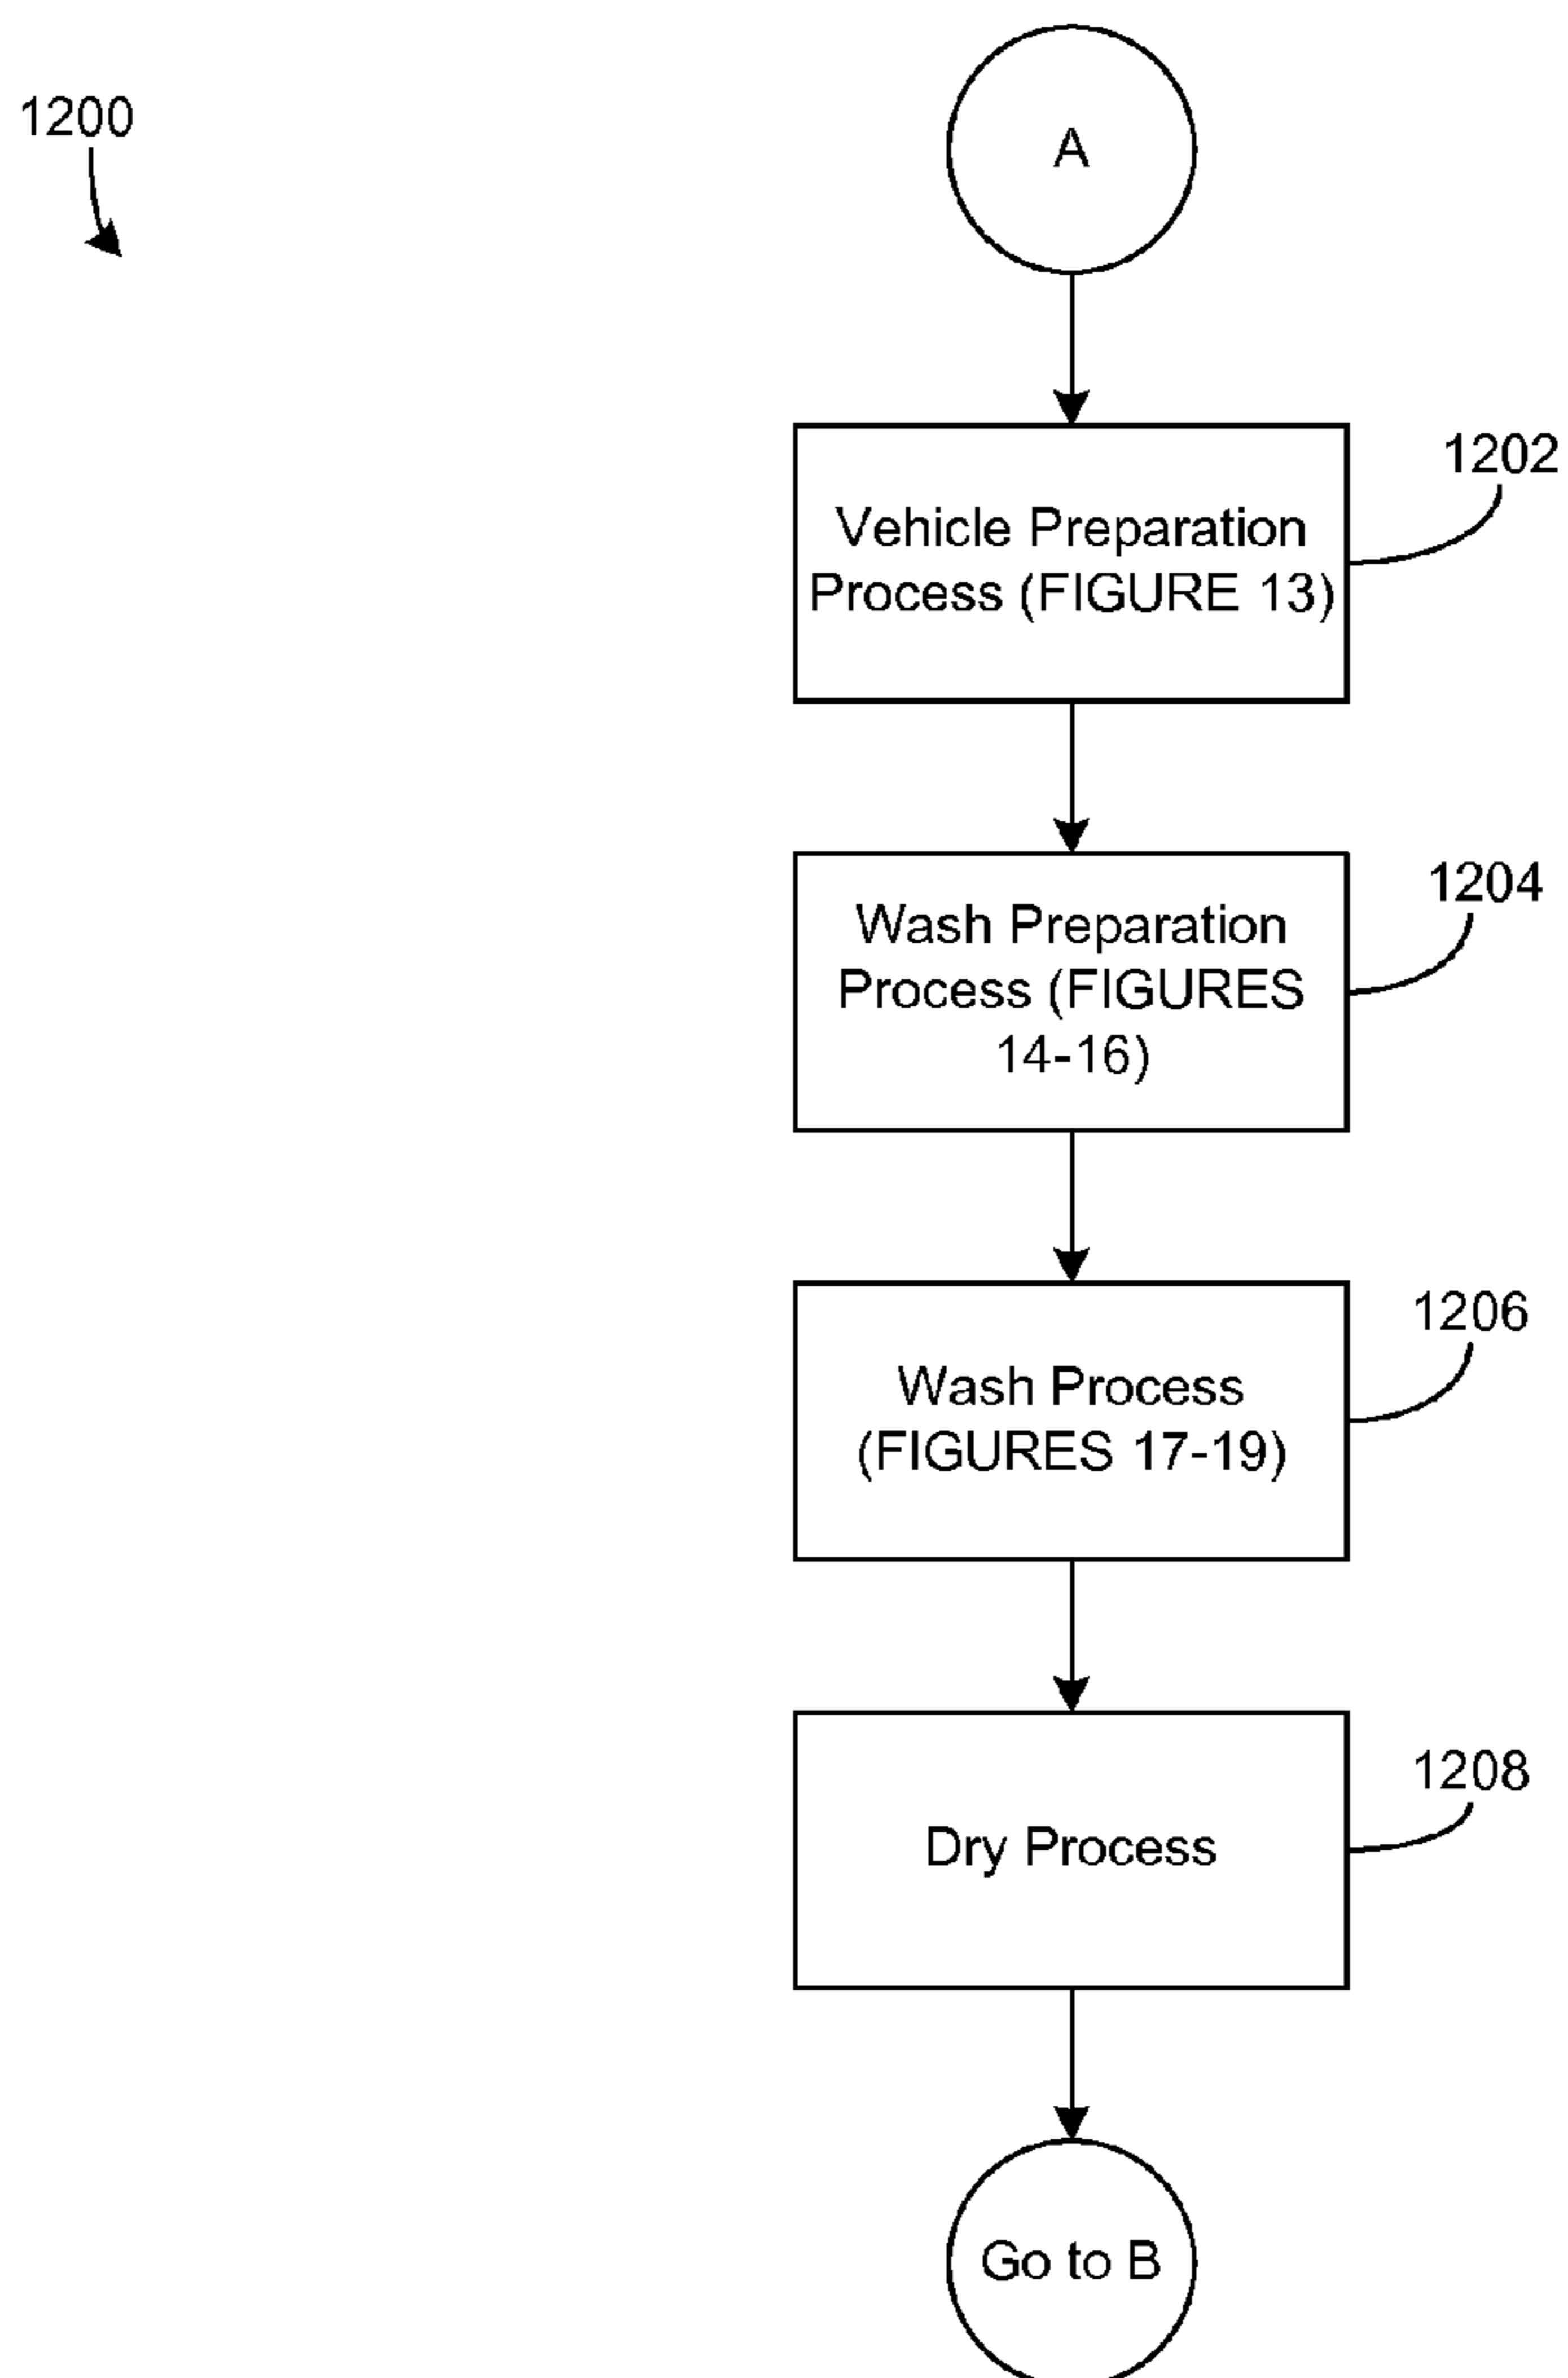 1200
A
1202
Vehicle Preparation
Process (FIGURE 13)
1204
Wash Preparation
Process (FIGURES
14-16)
1206
Wash Process
(FIGURES 17-19)
1208
Dry Process
Go to B